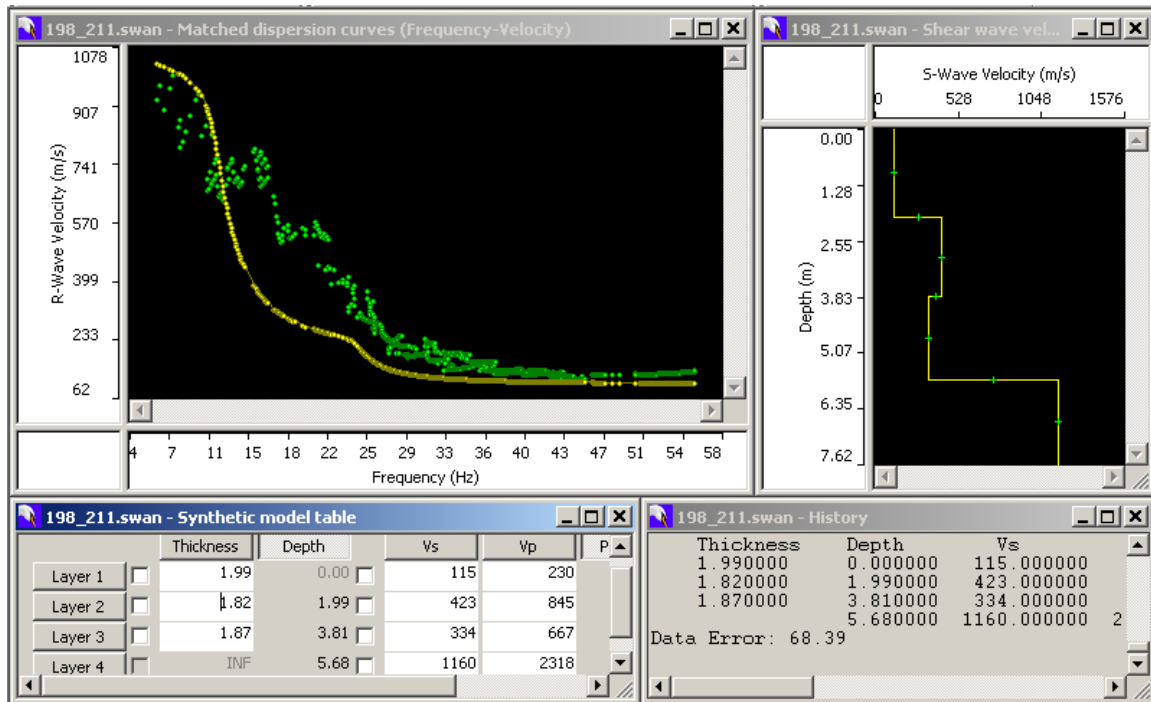 198_211.swan - Matched dispersion curves (Frequency-Velocity)
1078
907
741
570
399
233
62
R-Wave Velocity (m/s)
4 7 11 15 18 22 25 29 33 36 40 43 47 51 54 58
Frequency (Hz)
198_211.swan - Shear wave vel...
S-Wave Velocity (m/s)
0 528 1048 1576
0.00
1.28
2.55
3.83
5.07
6.35
7.62
Depth (m)
198_211.swan - Synthetic model table
Thickness Depth Vs Vp P
Layer 1 1.99 0.00 115 230
Layer 2 1.82 1.99 423 845
Layer 3 1.87 3.81 334 667
Layer 4 INF 5.68 1160 2318
198_211.swan - History
Thickness Depth Vs
1.990000 0.000000 115.000000
1.820000 1.990000 423.000000
1.870000 3.810000 334.000000
5.680000 1160.000000 2
Data Error: 68.39